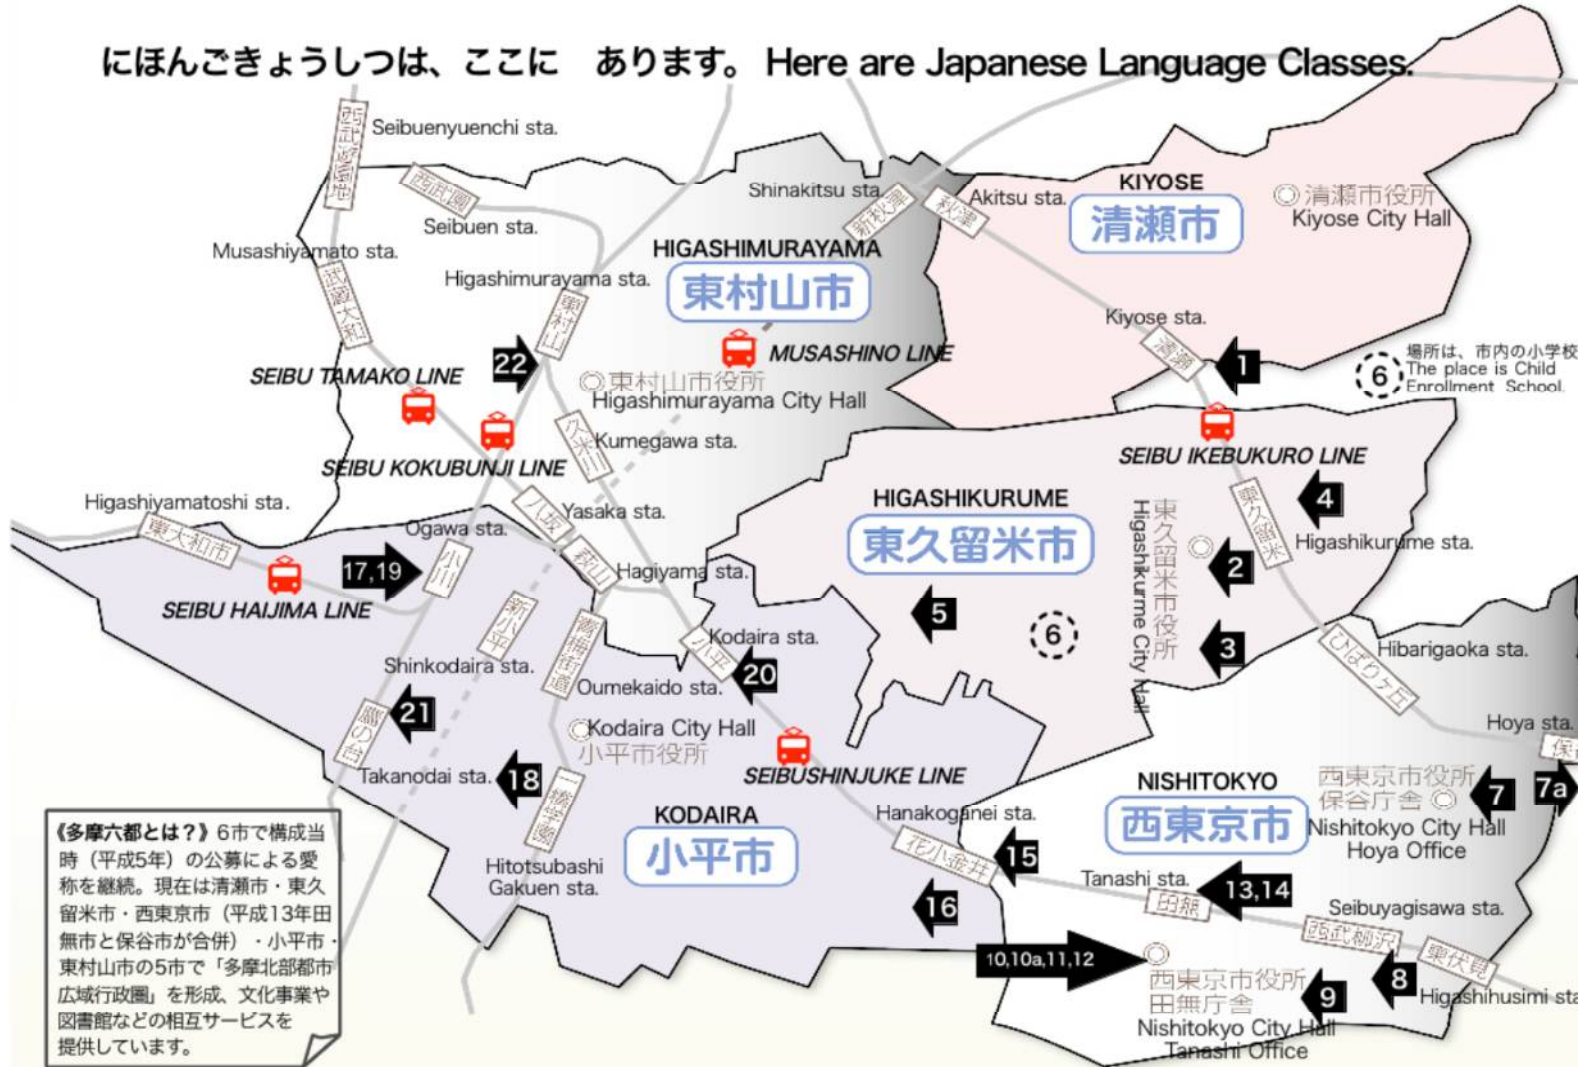 にほんごきょうしつは、ここに　あります。 Here are Japanese Language Classes.
西武遊園地
Seibuenyuenchi sta.
西武園
Seibuen sta.
Shinakitsu sta.
新秋津
秋津
Akitsu sta.
KIYOSE
清瀬市
清瀬市役所
Kiyose City Hall
Musashiyamato sta.
武蔵大和
Higashimurayama sta.
東村山
HIGASHIMURAYAMA
東村山市
MUSASHINO LINE
Kiyose sta.
清瀬
1
6
場所は、市内の小学校
The place is Child
Enrollment School.
22
SEIBU TAMAKO LINE
東村山市役所
Higashimurayama City Hall
久米川
Kumegawa sta.
SEIBU KOKUBUNJI LINE
SEIBU IKEBUKURO LINE
Higashiyamatoshi sta.
東大和市
八坂
Yasaka sta.
HIGASHIKURUME
東久留米市
東久留米市役所
Higashikurme City Hall
東久留米
4
Higashikurume sta.
2
3
5
6
Ogawa sta.
小川
17,19
萩山
Hagiyama sta.
SEIBU HAIJIMA LINE
新小平
Shinkodaira sta.
青梅街道
Oumekaido sta.
Kodaira sta.
小平
20
ひばりヶ丘
Hibarigaoka sta.
Hoya sta.
保
鷹の台
21
Takanodai sta.
Kodaira City Hall
小平市役所
SEIBUSHINJUKE LINE
18
一橋学園
Hitotsubashi
Gakuen sta.
KODAIRA
小平市
NISHITOKYO
西東京市
西東京市役所
保谷庁舎
Nishitokyo City Hall
Hoya Office
7
7a
Hanakoganei sta.
花小金井
15
16
Tanashi sta.
田無
13,14
Seibuyagisawa sta.
西武柳沢
東伏見
Higashihusimi sta
8
9
10,10a,11,12
西東京市役所
田無庁舎
Nishitokyo City Hall
Tanashi Office
《多摩六都とは？》6市で構成当
時（平成5年）の公募による愛
称を継続。現在は清瀬市・東久
留米市・西東京市（平成13年田
無市と保谷市が合併）・小平市・
東村山市の5市で「多摩北部都市
広域行政圏」を形成、文化事業や
図書館などの相互サービスを
提供しています。